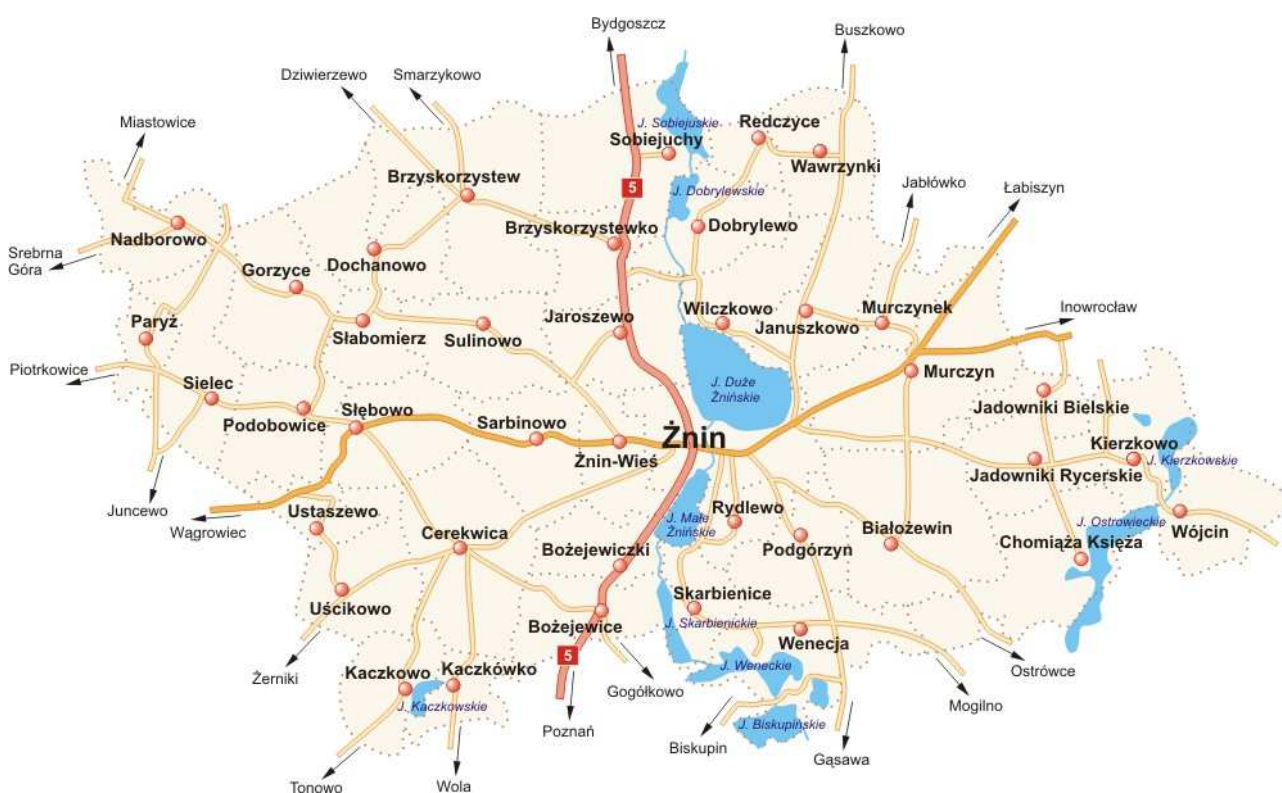 Bydgoszcz
Buszkowo
Dziwierzewo
Smarzykowo
Miastowice
J. Sobiejuskie
Redczyce
Sobiejuchy
Wawrzynki
Brzyskorzystew
5
J. Dobrylewskie
Jabłówko
Łabiszyn
Nadborowo
Brzyskorzystewko
Dobrylewo
Srebrna
Góra
Dochanowo
Gorzyce
Inowrocław
Paryż
Słabomierz
Sulinowo
Jaroszewo
Wilczkowo
Januszkowo
Murczynek
Piotrkowice
Sielec
J. Duże
Żnińskie
Murczyn
Podobowice
Słębowo
Sarbinowo
Jadowniki Bielskie
Żnin
Żnin-Wieś
Kierzkowo
J. Kierzkowskie
Jadowniki Rycerskie
Juncewo
Wągrowiec
Ustaszewo
Cerekwica
J. Małe
Żnińskie
Rydlewo
Podgórzyn
Białożewin
J. Ostrowieckie
Wójcin
Chomiąża Księża
Bożejewiczki
Uścikowo
Skarbienice
Bożejewice
J. Skarbienickie
Wenecja
Żerniki
Kaczkowo
Kaczkówko
5
Gogółkowo
J. Weneckie
Ostrówce
J. Kaczkowskie
Mogilno
Poznań
J. Biskupińskie
Biskupin
Gąsawa
Tonowo
Wola